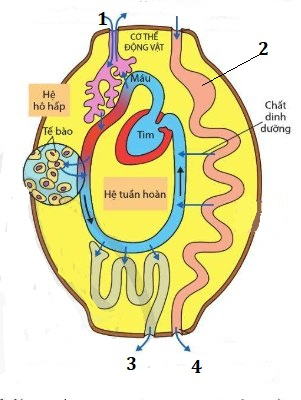 1
CƠ THỂ
ĐỘNG VẬT
2
Máu
Hệ
hô hấp
Chất
dinh
dưỡng
Tế bào
Tim
Hệ tuần hoàn
3
4